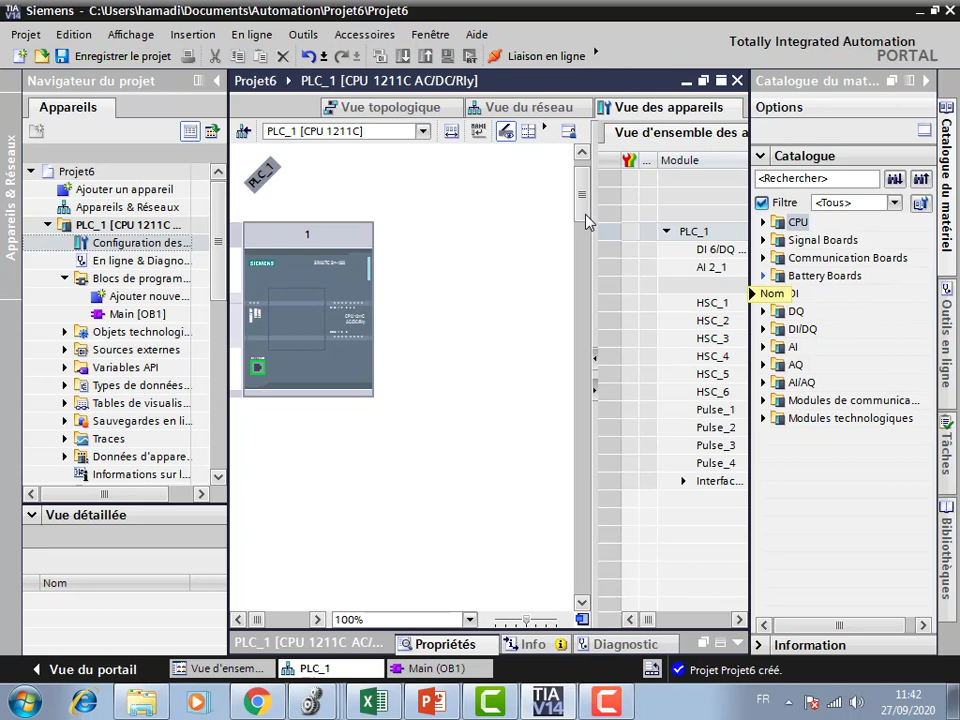 TIA
V14
Siemens - C:\Users\hamadi\Documents\Automation\Projet6\Projet6
Projet
Edition
Affichage
Insertion
En ligne
Outils
Accessoires
Fenêtre
Aide
Totally Integrated Automation
PORTAL
Enregistrer le projet
Liaison en ligne
Navigateur du projet
Projet6
PLC_1 [CPU 1211C AC/DC/Rly]
Catalogue du mat...
Appareils
Vue topologique
Vue du réseau
Vue des appareils
Options
PLC_1 [CPU 1211C]
Vue d'ensemble des a
Projet6
Ajouter un appareil
Appareils & Réseaux
PLC_1 [CPU 1211C ...
Configuration des...
En ligne & Diagno...
Blocs de program...
Ajouter nouve...
Main [OB1]
Objets technologi...
Sources externes
Variables API
Types de données...
Tables de visualis...
Sauvegardes en li...
Traces
Données d'appare...
Informations sur l...
Vue détaillée
Nom
Appareils & Réseaux
PLC_1
1
SIEMENS
100%
...
Module
PLC_1
DI 6/DQ ...
AI 2_1
HSC_1
HSC_2
HSC_3
HSC_4
HSC_5
HSC_6
Pulse_1
Pulse_2
Pulse_3
Pulse_4
Interfac...
Catalogue
<Rechercher>
Filtre
<Tous>
CPU
Signal Boards
Communication Boards
Battery Boards
Nom
DI
DQ
DI/DQ
AI
AQ
AI/AQ
Modules de communica...
Modules technologiques
Information
Catalogue du matériel
Outils en ligne
Tâches
Bibliothèques
PLC_1 [CPU 1211C AC/...
Propriétés
Info
Diagnostic
Vue du portail
Vue d'ensem...
PLC_1
Main (OB1)
Projet Projet6 créé.
TIA
V14
FR
11:42
27/09/2020